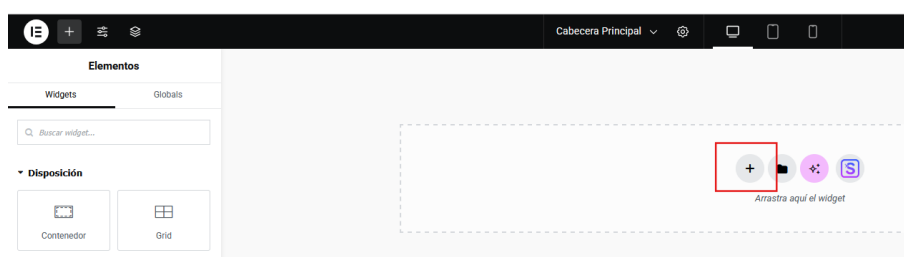 Cabecera Principal
Elementos
Widgets Globals
Buscar widget...
Disposición
Contenedor Grid
Arrastra aquí el widget